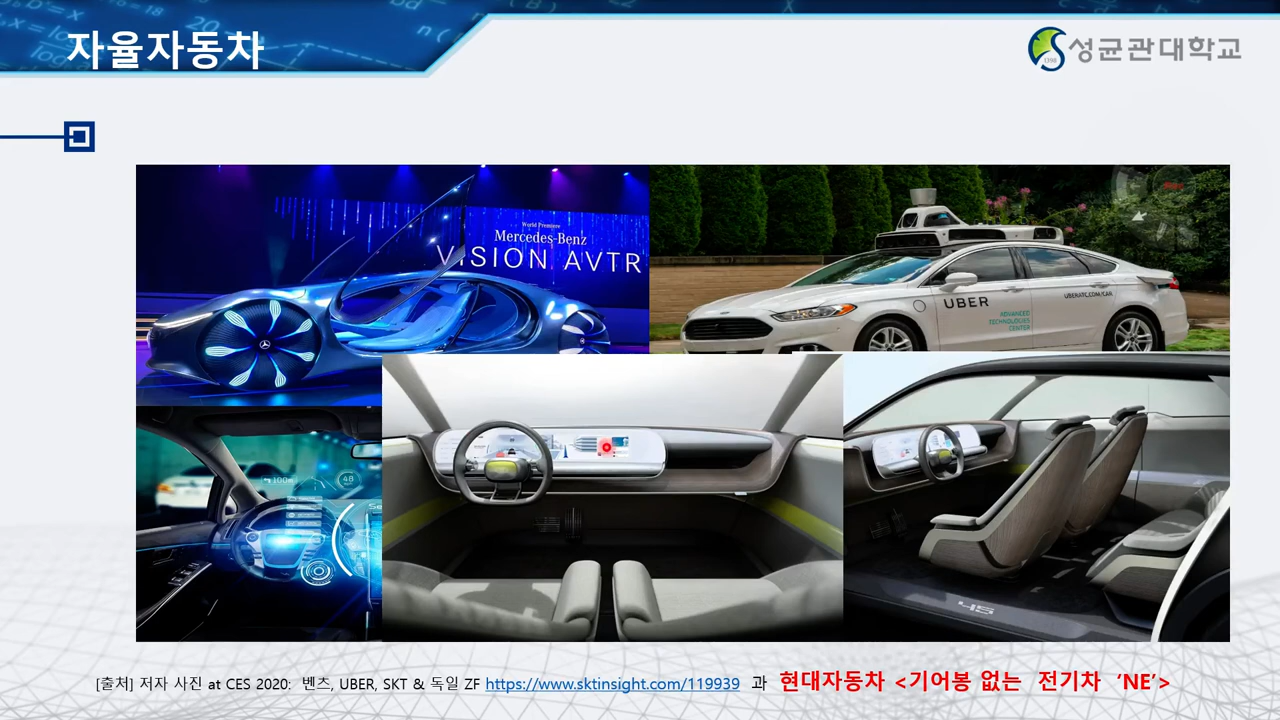 자율자동차
1398
성균관대학교
World Premiere
Mercedes-Benz
VISION AVTR
UBER
UBERATC.COM/CAR
ADVANCED
TECHNOLOGIES
CENTER
100m
48
45
[출처] 저자 사진 at CES 2020: 벤츠, UBER, SKT & 독일 ZF https://www.sktinsight.com/119939 과 현대자동차 <기어봉 없는 전기차 ‘NE’>